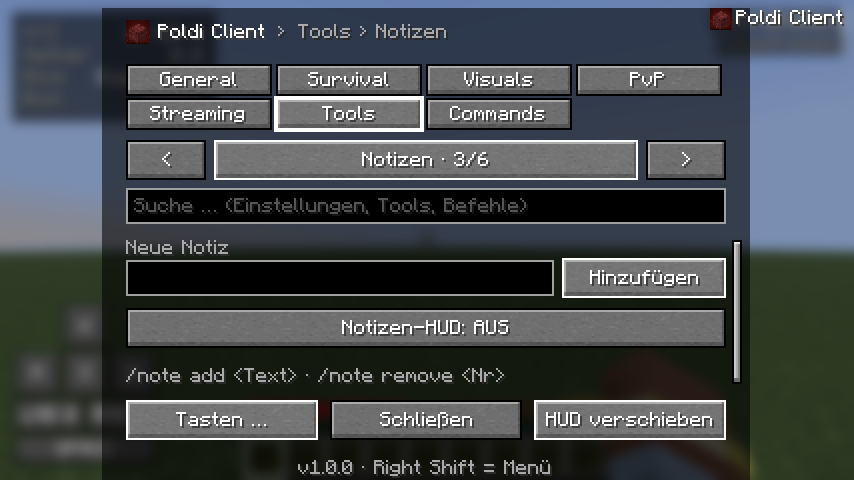 Poldi Client
Poldi Client > Tools > Notizen
General Survival Visuals PvP
Streaming Tools Commands
< Notizen · 3/6 >
Suche ... (Einstellungen, Tools, Befehle)
Neue Notiz
Hinzufügen
Notizen-HUD: AUS
/note add <Text> · /note remove <Nr>
Tasten ... Schließen HUD verschieben
v1.0.0 · Right Shift = Menü